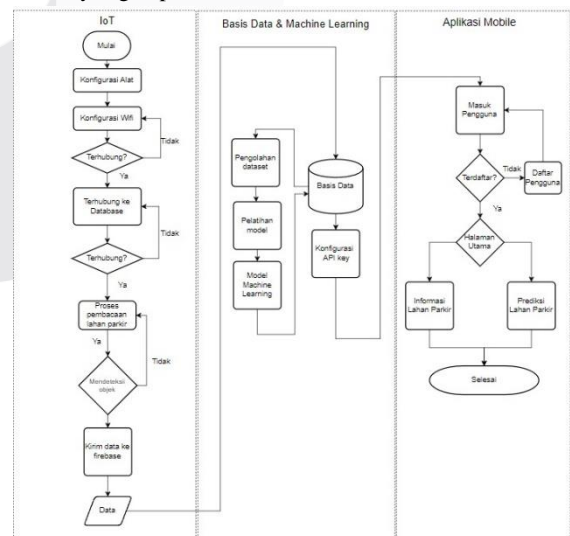 IoT
Mulai
Konfigurasi Alat
Konfigurasi Wifi
Tidak
Terhubung?
Ya
Terhubung ke
Database
Tidak
Terhubung?
Ya
Proses
pembacaan
lahan parkir
Ya
Tidak
Mendeteksi
objek
Kirim data ke
firebase
Data
Basis Data & Machine Learning
Pengolahan
dataset
Basis Data
Pelatihan
model
Konfigurasi
API key
Model
Machine
Learning
Aplikasi Mobile
Masuk
Pengguna
Tidak
Terdaftar?
Daftar
Pengguna
Ya
Halaman
Utama
Informasi
Lahan Parkir
Prediksi
Lahan Parkir
Selesai